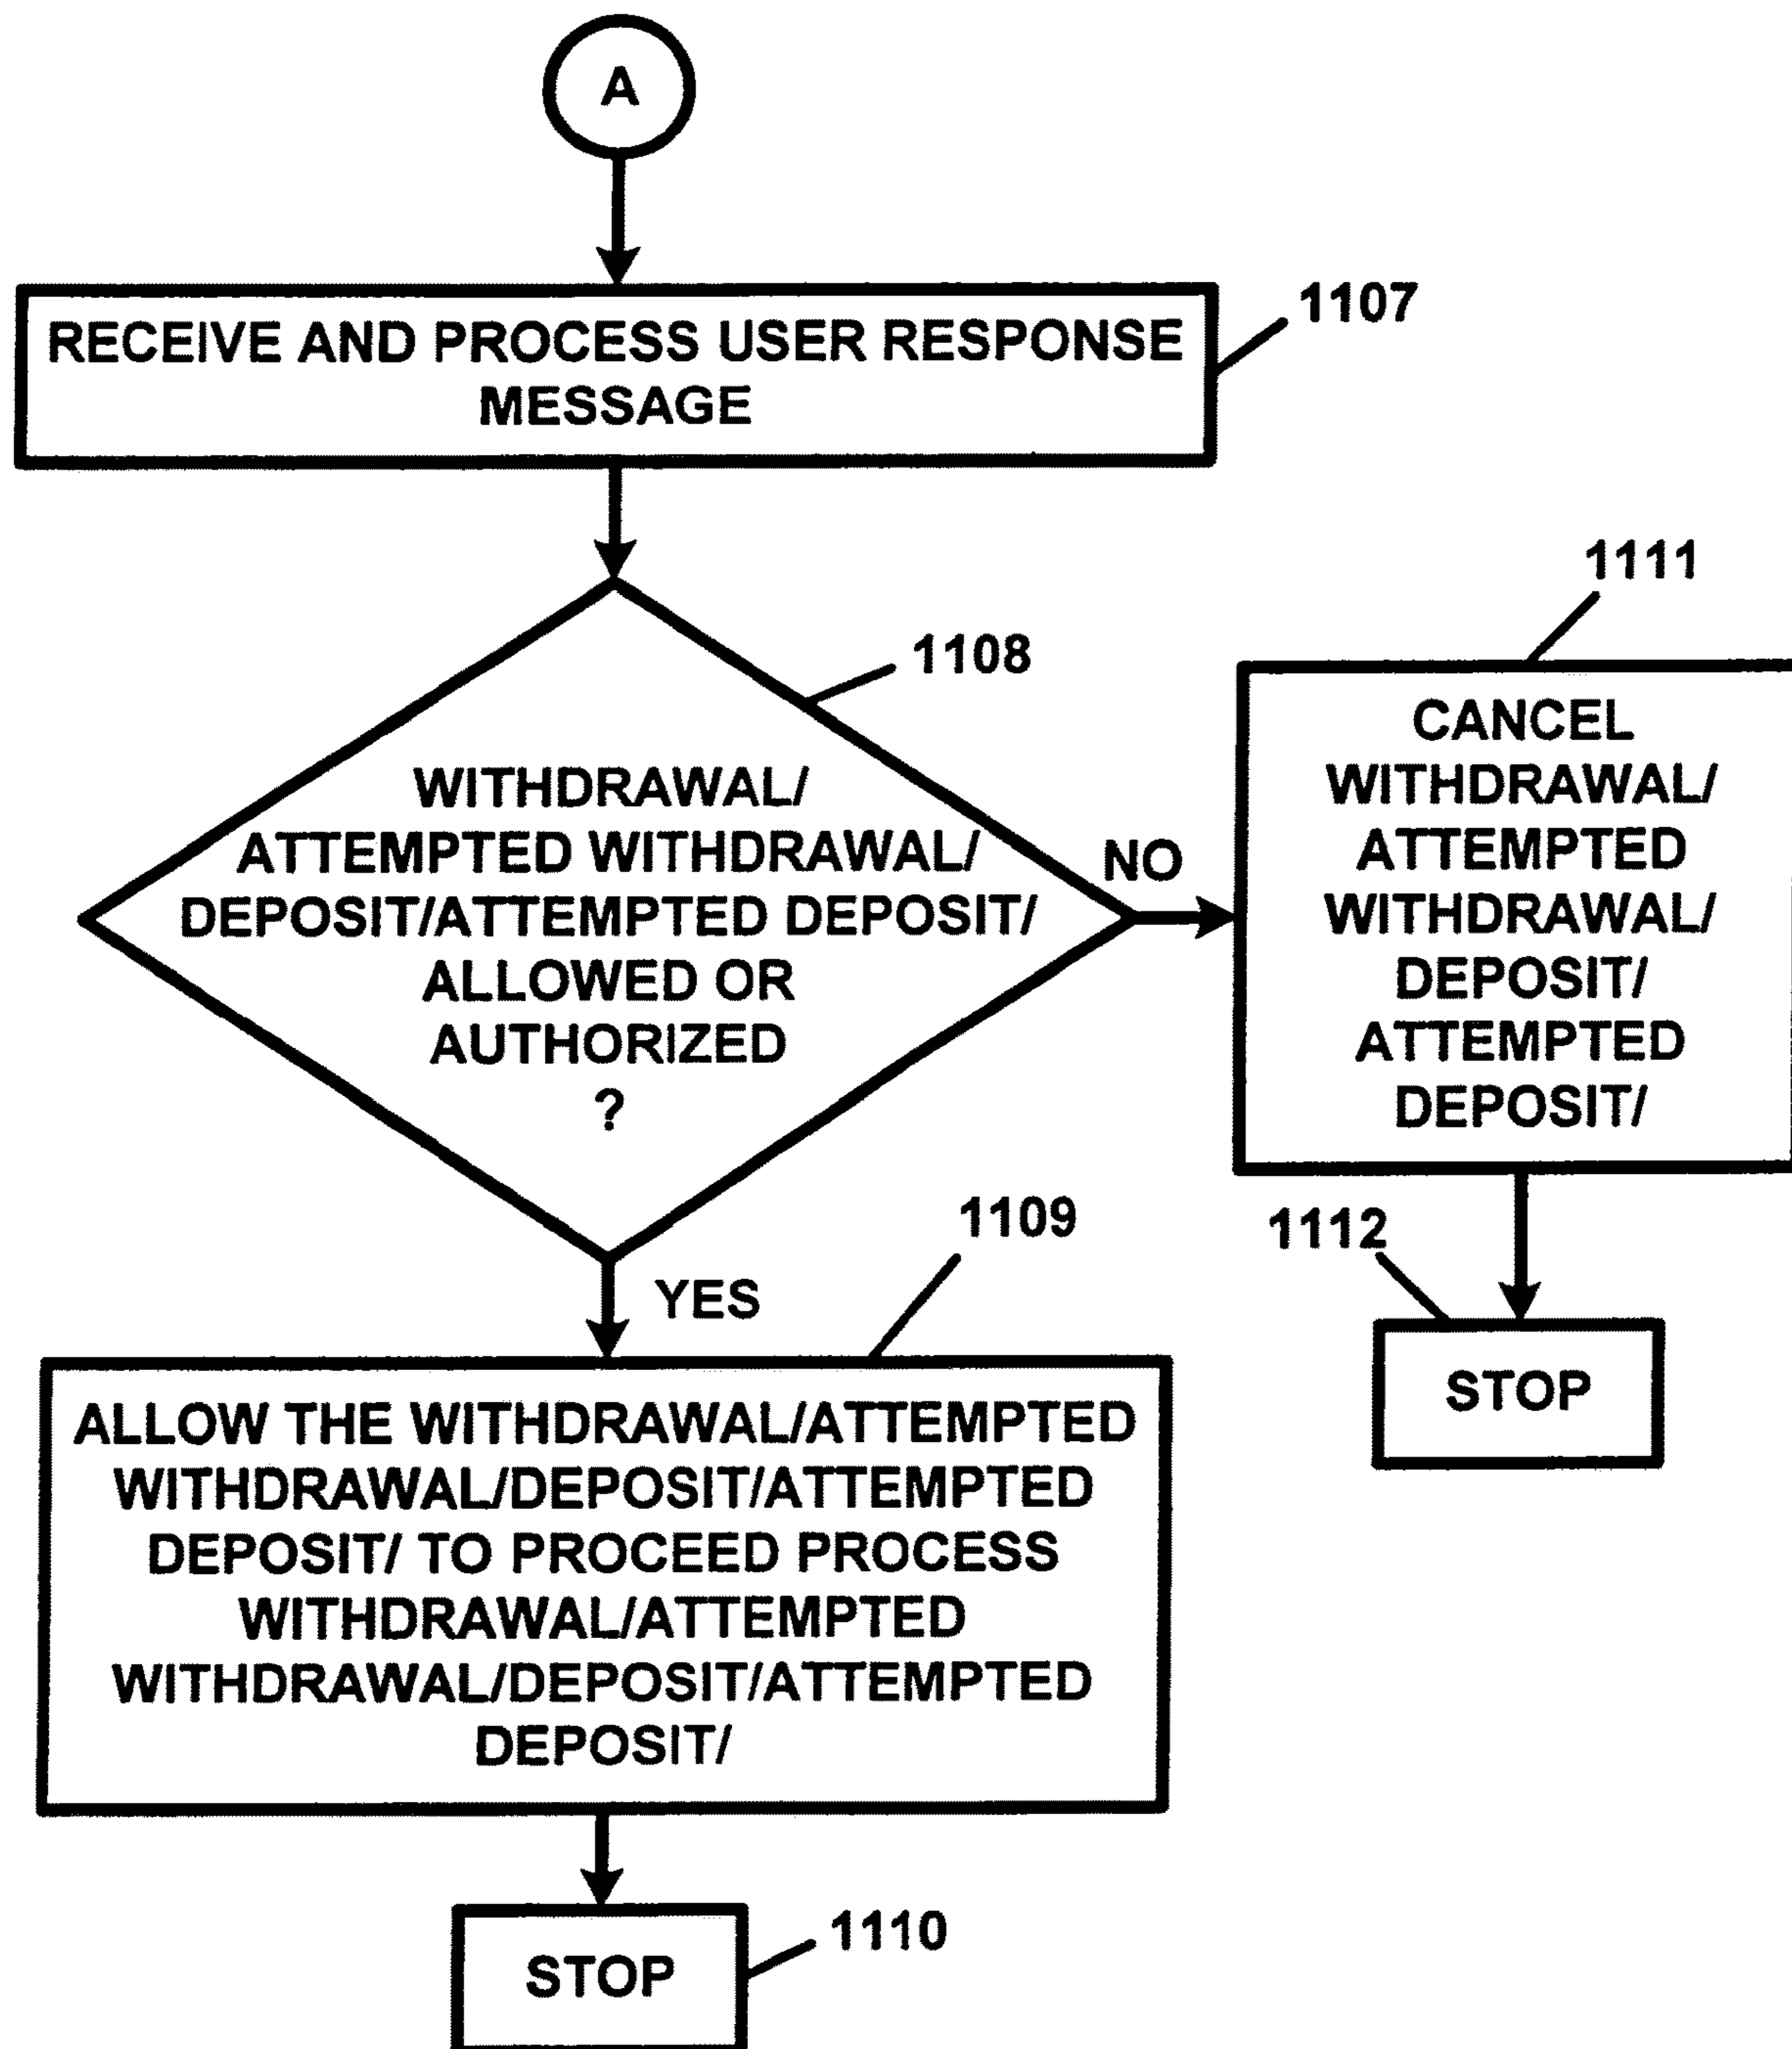 A
RECEIVE AND PROCESS USER RESPONSE
MESSAGE
1107
1108
WITHDRAWAL/
ATTEMPTED WITHDRAWAL/
DEPOSIT/ATTEMPTED DEPOSIT/
ALLOWED OR
AUTHORIZED
?
NO
1111
CANCEL
WITHDRAWAL/
ATTEMPTED
WITHDRAWAL/
DEPOSIT/
ATTEMPTED
DEPOSIT/
1112
STOP
YES
1109
ALLOW THE WITHDRAWAL/ATTEMPTED
WITHDRAWAL/DEPOSIT/ATTEMPTED
DEPOSIT/ TO PROCEED PROCESS
WITHDRAWAL/ATTEMPTED
WITHDRAWAL/DEPOSIT/ATTEMPTED
DEPOSIT/
STOP
1110